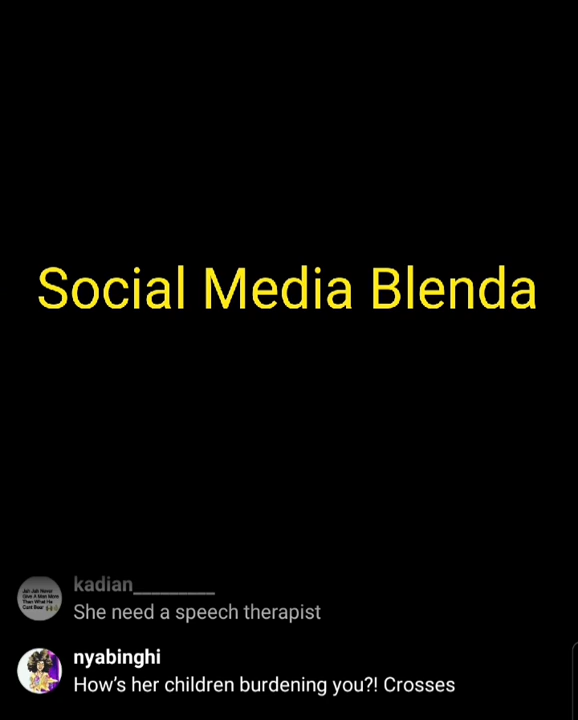 Social Media Blenda
kadian_________
She need a speech therapist
nyabinghi
How's her children burdening you?! Crosses